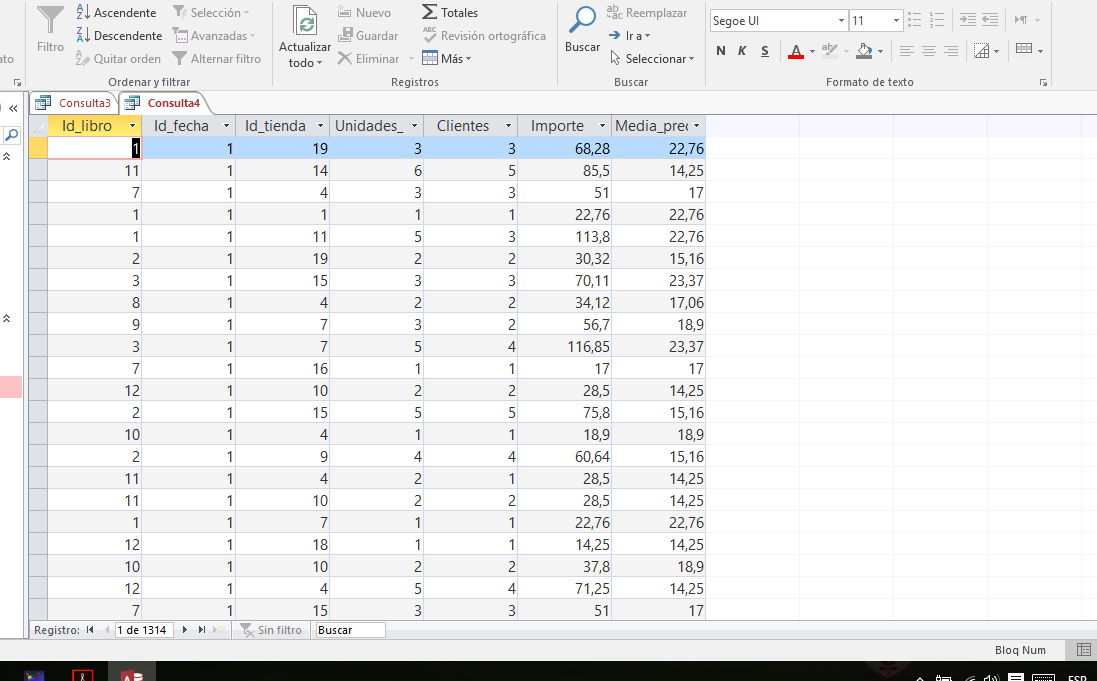 Ascendente Selección Nuevo Totales Reemplazar Segoe UI 11
Filtro Descendente Avanzadas Actualizar todo Guardar Revisión ortográfica Buscar Ir a
Quitar orden Alternar filtro Eliminar Más Seleccionar N K S A
Ordenar y filtrar Registros Buscar Formato de texto
Consulta3 Consulta4
Id_libro Id_fecha Id_tienda Unidades_ Clientes Importe Media_prec
1 1 19 3 3 68,28 22,76
11 1 14 6 5 85,5 14,25
7 1 4 3 3 51 17
1 1 1 1 1 22,76 22,76
1 1 11 5 3 113,8 22,76
2 1 19 2 2 30,32 15,16
3 1 15 3 3 70,11 23,37
8 1 4 2 2 34,12 17,06
9 1 7 3 2 56,7 18,9
3 1 7 5 4 116,85 23,37
7 1 16 1 1 17 17
12 1 10 2 2 28,5 14,25
2 1 15 5 5 75,8 15,16
10 1 4 1 1 18,9 18,9
2 1 9 4 4 60,64 15,16
11 1 4 2 1 28,5 14,25
11 1 10 2 2 28,5 14,25
1 1 7 1 1 22,76 22,76
12 1 18 1 1 14,25 14,25
10 1 10 2 2 37,8 18,9
12 1 4 5 4 71,25 14,25
7 1 15 3 3 51 17
Registro: 1 de 1314 Sin filtro Buscar
Bloq Num
ESP